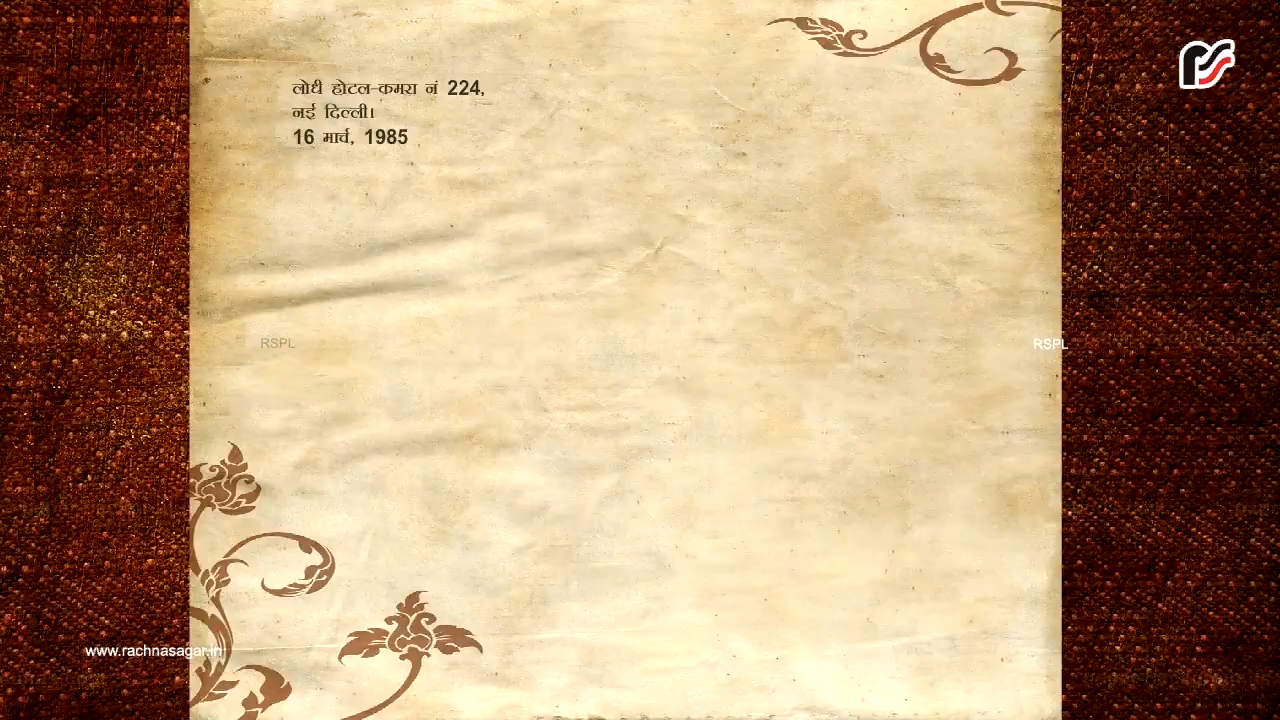 लोधी होटल-कमरा नं 224,
नई दिल्ली।
16 मार्च, 1985
RSPL
RSPL
www.rachnasagar.in